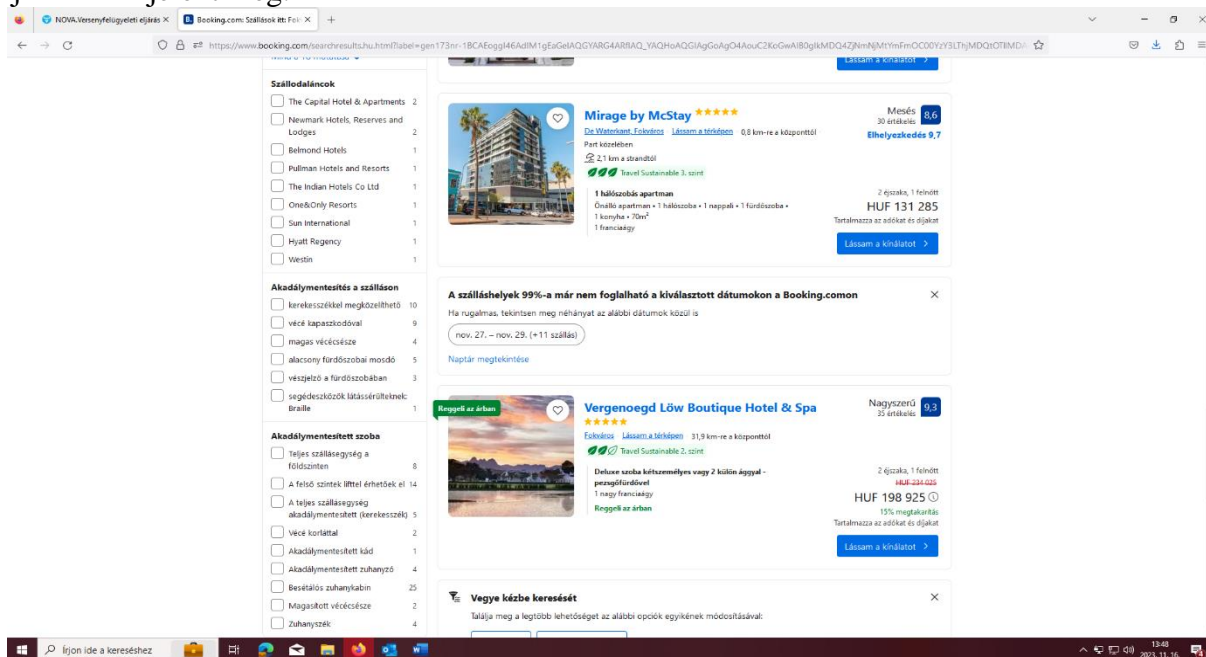 NOVA.Versenyfelügyeleti eljárás
Booking.com: Szállások itt: Fok
https://www.booking.com/searchresults.hu.html?label=gen173nr-
Szállodaláncok
The Capital Hotel & Apartments 2
Newmark Hotels, Reserves and
Lodges 2
Belmond Hotels 1
Pullman Hotels and Resorts 1
The Indian Hotels Co Ltd 1
One&Only Resorts 1
Sun International 1
Hyatt Regency 1
Westin 1
Akadálymentesítés a szálláson
kerekesszékkel megközelíthető 10
vécé kapaszkodóval 9
magas vécécsésze 4
alacsony fürdőszobai mosdó 5
vészjelző a fürdőszobában 3
segédeszközök látássérülteknek:
Braille 1
Akadálymentesített szoba
Teljes szállásegység a
földszinten 8
A felső szintek lifttel érhetőek el 14
A teljes szállásegység
akadálymentesített (kerekesszék) 5
Vécé korláttal 2
Akadálymentesített kád 1
Akadálymentesített zuhanyzó 4
Besétálós zuhanykabin 25
Magasított vécécsésze 2
Zuhanyszék 4
Lássam a kínálatot
Mirage by McStay
De Waterkant, Fokváros Lássam a térképen 0,8 km-re a központtól
Part közelében
2,1 km a strandtól
Travel Sustainable 3. szint
1 hálószobás apartman
Önálló apartman • 1 hálószoba • 1 nappali • 1 fürdőszoba •
1 konyha • 70m²
1 franciaágy
Mesés
30 értékelés
8,6
Elhelyezkedés 9,7
2 éjszaka, 1 felnőtt
HUF 131 285
Tartalmazza az adókat és díjakat
Lássam a kínálatot
A szálláshelyek 99%-a már nem foglalható a kiválasztott dátumokon a Booking.comon
Ha rugalmas, tekintsen meg néhányat az alábbi dátumok közül is
nov. 27. – nov. 29. (+11 szállás)
Naptár megtekintése
Reggeli az árban
Vergenoegd Löw Boutique Hotel & Spa
Fokváros Lássam a térképen 31,9 km-re a központtól
Travel Sustainable 2. szint
Deluxe szoba kétszemélyes vagy 2 külön ággyal -
pezsgőfürdővel
1 nagy franciaágy
Reggeli az árban
Nagyszerű
35 értékelés
9,3
2 éjszaka, 1 felnőtt
HUF 234 025
HUF 198 925
15% megtakarítás
Tartalmazza az adókat és díjakat
Lássam a kínálatot
Vegye kézbe keresését
Találja meg a legtöbb lehetőséget az alábbi opciók egyikének módosításával:
Írjon ide a kereséshez
13:48
2023. 11. 16.